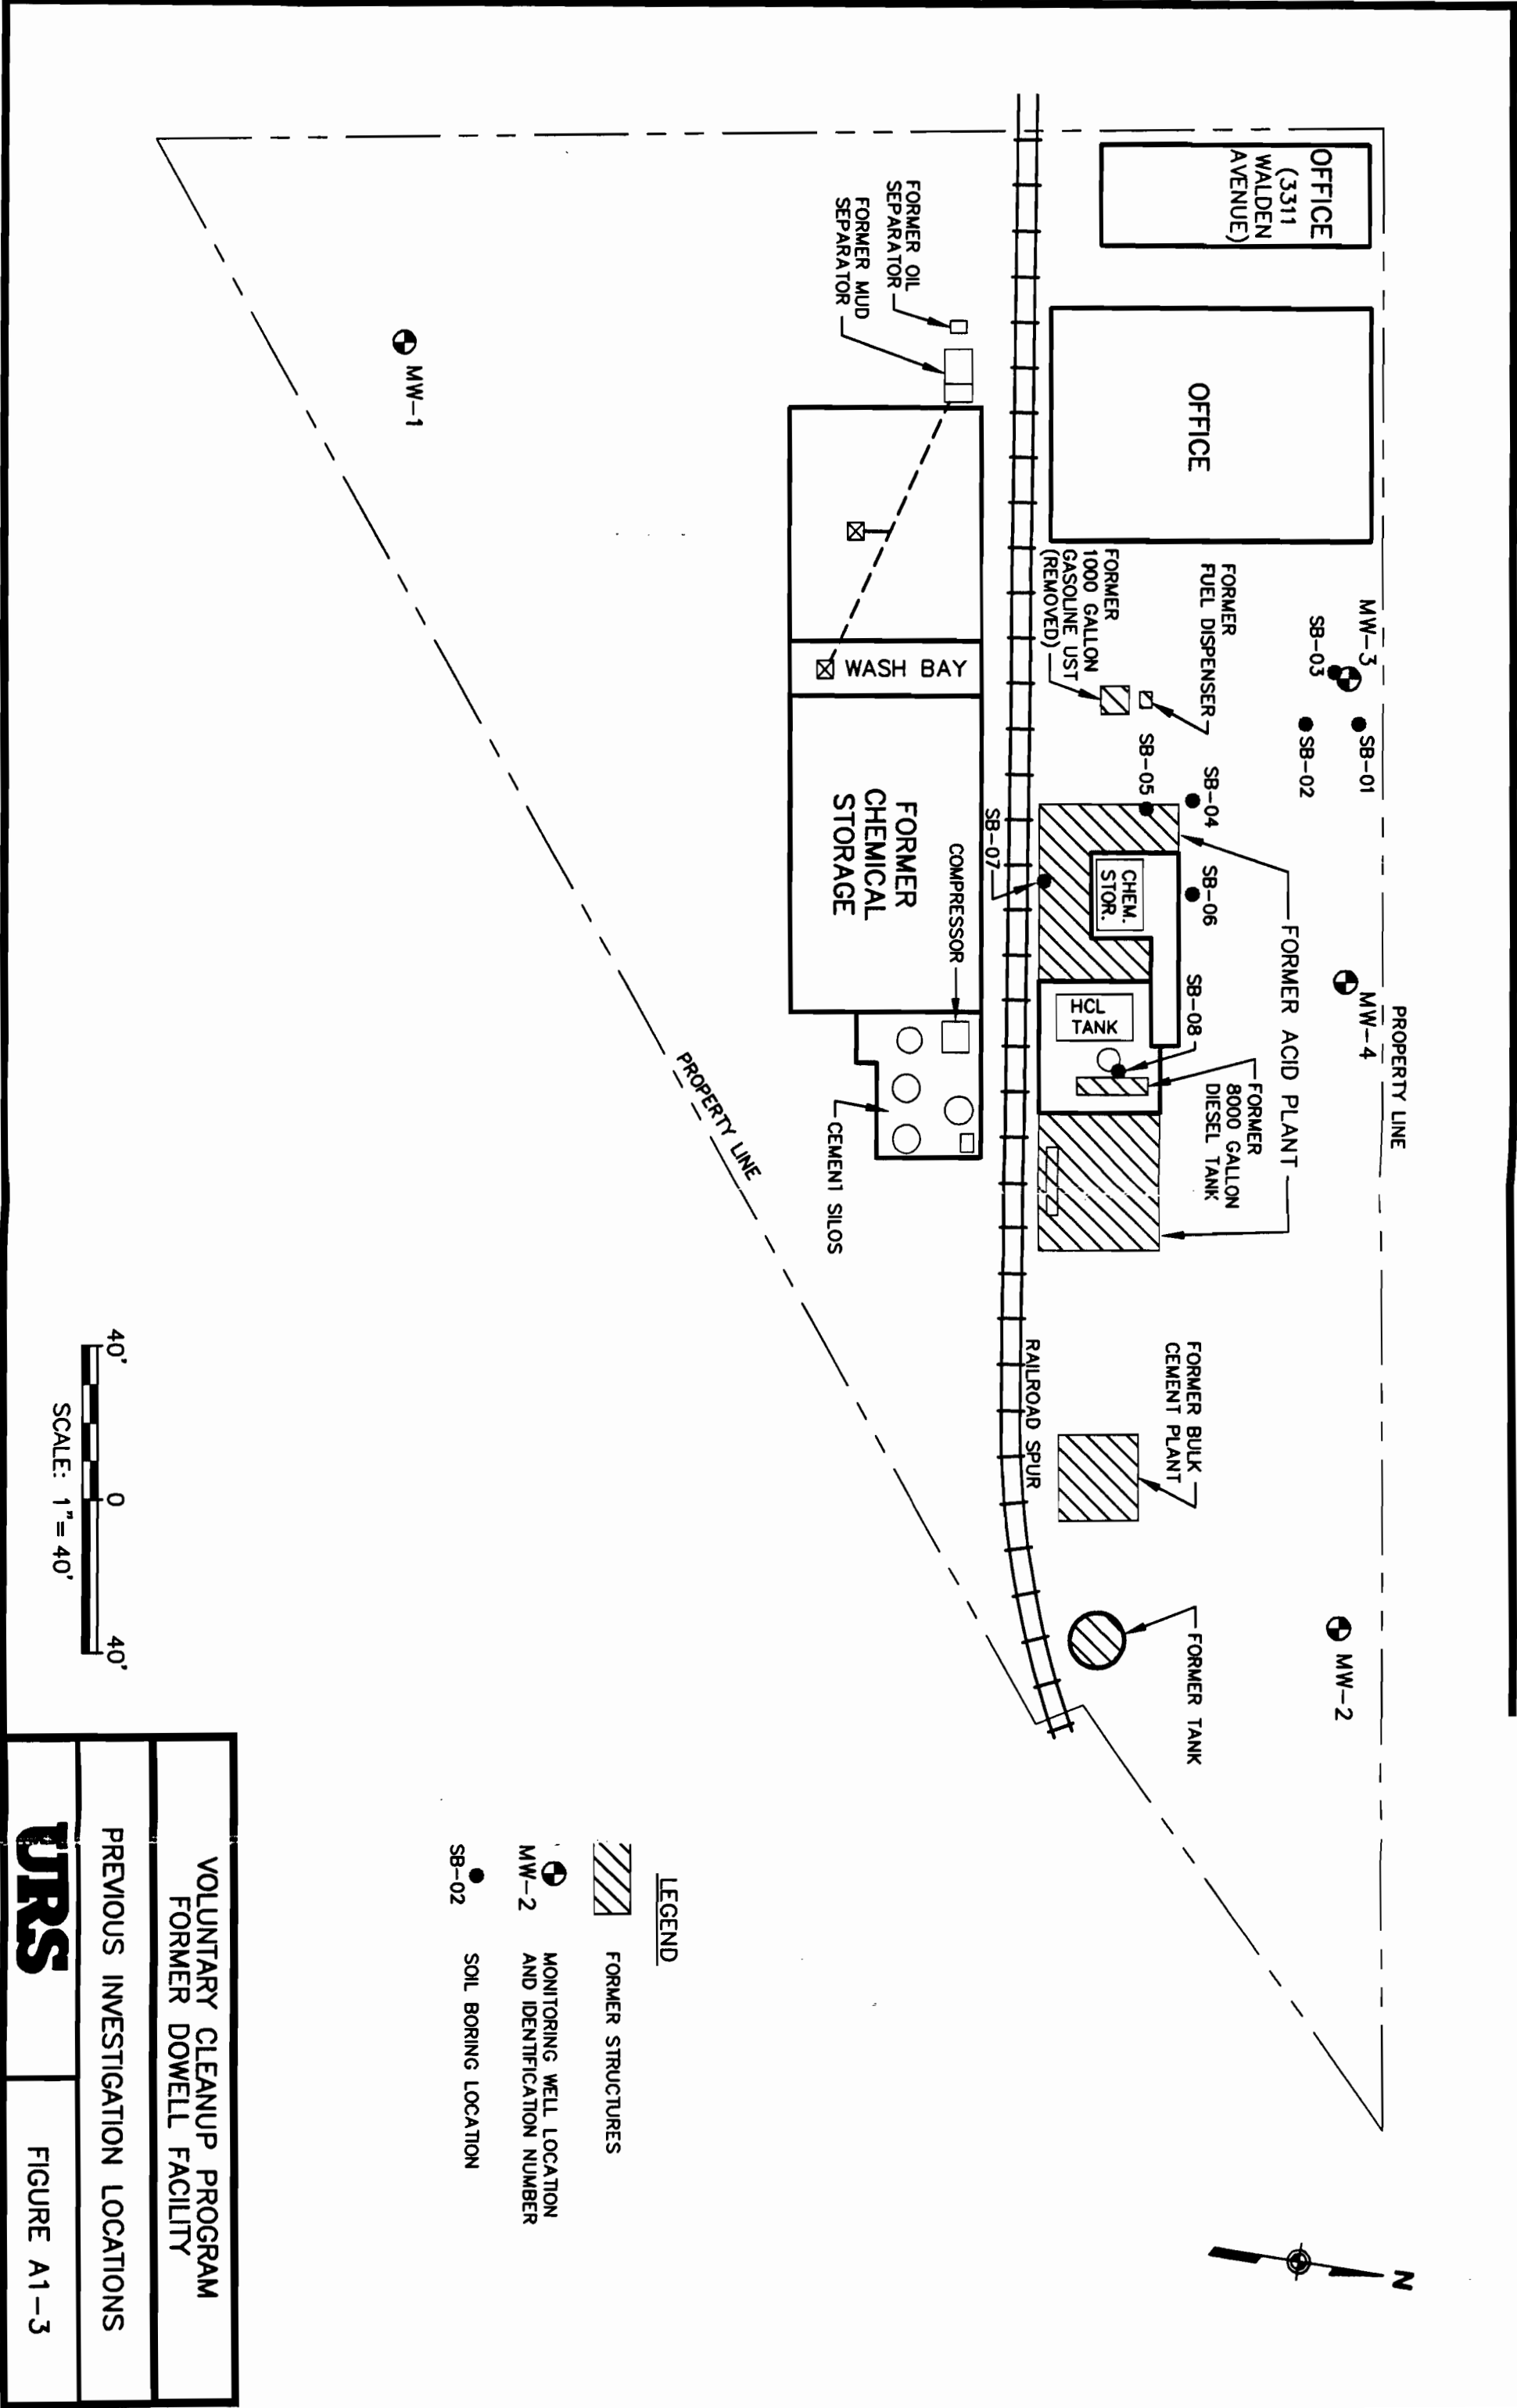 OFFICE
(3311
WALDEN
AVENUE)
OFFICE
MW-3
SB-03
SB-01
SB-02
FORMER
FUEL DISPENSER
FORMER
1000 GALLON
GASOLINE UST
(REMOVED)
SB-05
SB-04
SB-06
SB-08
SB-07
MW-4
PROPERTY LINE
FORMER ACID PLANT
CHEM.
STOR.
HCL
TANK
FORMER
8000 GALLON
DIESEL TANK
FORMER BULK
CEMENT PLANT
RAILROAD SPUR
FORMER TANK
MW-2
FORMER OIL
SEPARATOR
FORMER MUD
SEPARATOR
WASH BAY
FORMER
CHEMICAL
STORAGE
COMPRESSOR
CEMENT SILOS
MW-1
PROPERTY LINE
N
LEGEND
FORMER STRUCTURES
MW-2
MONITORING WELL LOCATION
AND IDENTIFICATION NUMBER
SB-02
SOIL BORING LOCATION
40' 0 40'
SCALE: 1"= 40'
VOLUNTARY CLEANUP PROGRAM
FORMER DOWELL FACILITY
PREVIOUS INVESTIGATION LOCATIONS
URS
FIGURE A1-3